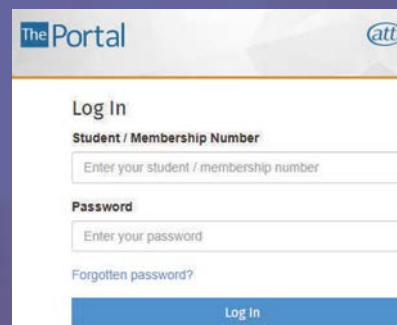 The Portal
att
Log In
Student / Membership Number
Enter your student / membership number
Password
Enter your password
Forgotten password?
Log In